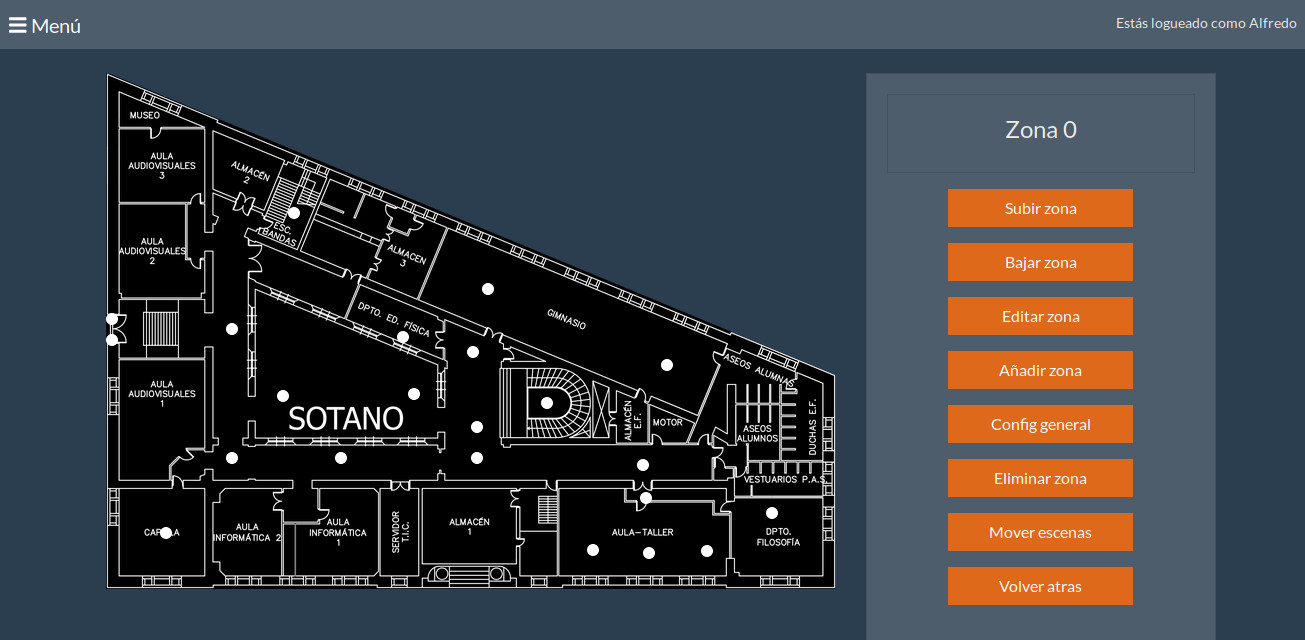 Menú
Estás logueado como Alfredo
MUSEO
AULA
AUDIOVISUALES
3
ALMACÉN
2
ESC.
BANDAS
AULA
AUDIOVISUALES
2
ALMACEN
3
DPTO. ED. FÍSICA
GIMNASIO
AULA
AUDIOVISUALES
1
SOTANO
ALMACÉN
E.F.
MOTOR
ASEOS ALUMNAS
ASEOS
ALUMNOS
DUCHAS E.F.
VESTUARIOS P.A.S.
AULA
INFORMÁTICA 2
AULA
INFORMÁTICA
1
SERVIDOR
T.I.C.
ALMACÉN
1
AULA-TALLER
DPTO.
FILOSOFÍA
Zona 0
Subir zona
Bajar zona
Editar zona
Añadir zona
Config general
Eliminar zona
Mover escenas
Volver atras